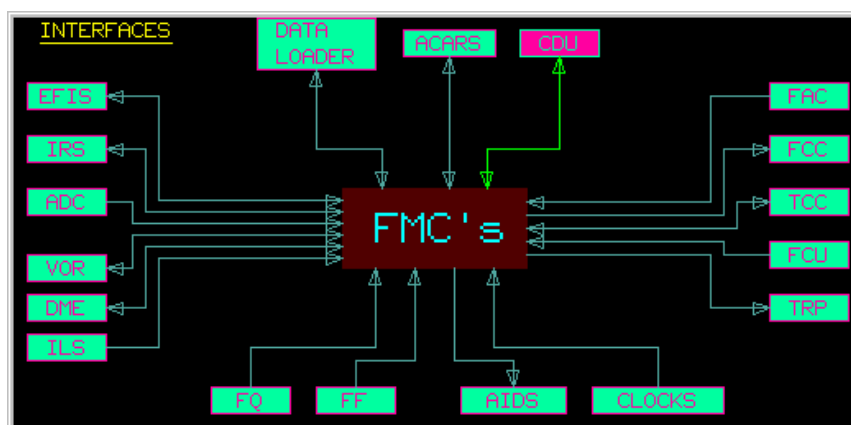 INTERFACES
DATA
LOADER
ACARS
CDU
EFIS
FAC
IRS
FCC
ADC
TCC
FMC's
VOR
FCU
DME
TRP
ILS
FQ
FF
AIDS
CLOCKS